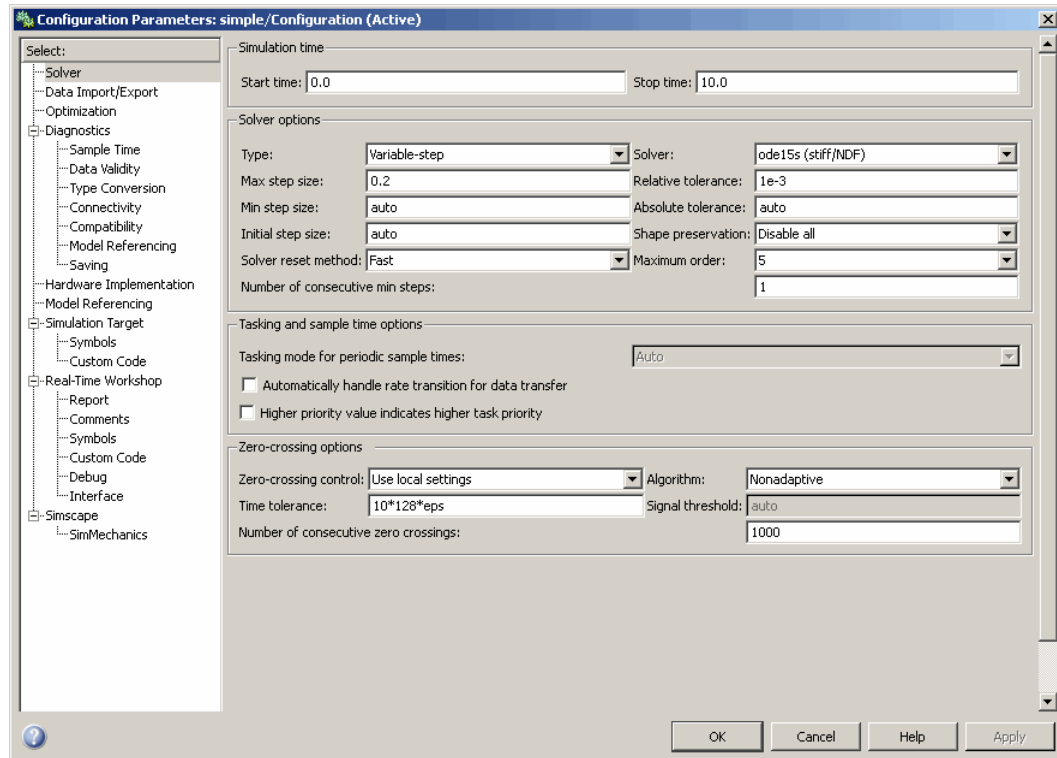 Configuration Parameters: simple/Configuration (Active)
Select:
Solver
Data Import/Export
Optimization
Diagnostics
Sample Time
Data Validity
Type Conversion
Connectivity
Compatibility
Model Referencing
Saving
Hardware Implementation
Model Referencing
Simulation Target
Symbols
Custom Code
Real-Time Workshop
Report
Comments
Symbols
Custom Code
Debug
Interface
Simscape
SimMechanics
Simulation time
Start time: 0.0 Stop time: 10.0
Solver options
Type: Variable-step Solver: ode15s (stiff/NDF)
Max step size: 0.2 Relative tolerance: 1e-3
Min step size: auto Absolute tolerance: auto
Initial step size: auto Shape preservation: Disable all
Solver reset method: Fast Maximum order: 5
Number of consecutive min steps: 1
Tasking and sample time options
Tasking mode for periodic sample times: Auto
Automatically handle rate transition for data transfer
Higher priority value indicates higher task priority
Zero-crossing options
Zero-crossing control: Use local settings Algorithm: Nonadaptive
Time tolerance: 10*128*eps Signal threshold: auto
Number of consecutive zero crossings: 1000
OK Cancel Help Apply